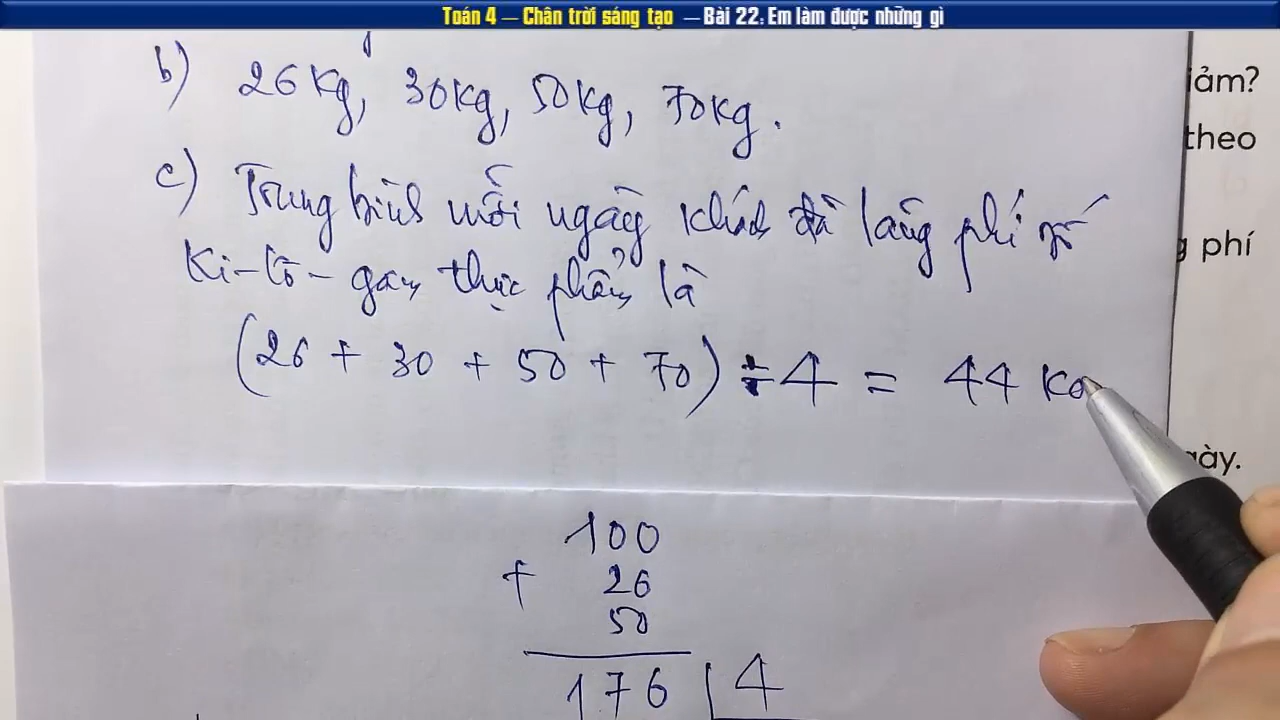 Toán 4 – Chân trời sáng tạo – Bài 22: Em làm được những gì
b) 26Kg, 30Kg, 50Kg, 70Kg.
c) Trung bình mỗi ngày khách đã lãng phí số
Ki-lô-gam thực phẩm là
(26 + 30 + 50 + 70) ÷ 4 = 44 Kg
100
+ 26
50
176 4
iảm?
theo
g phí
gày.